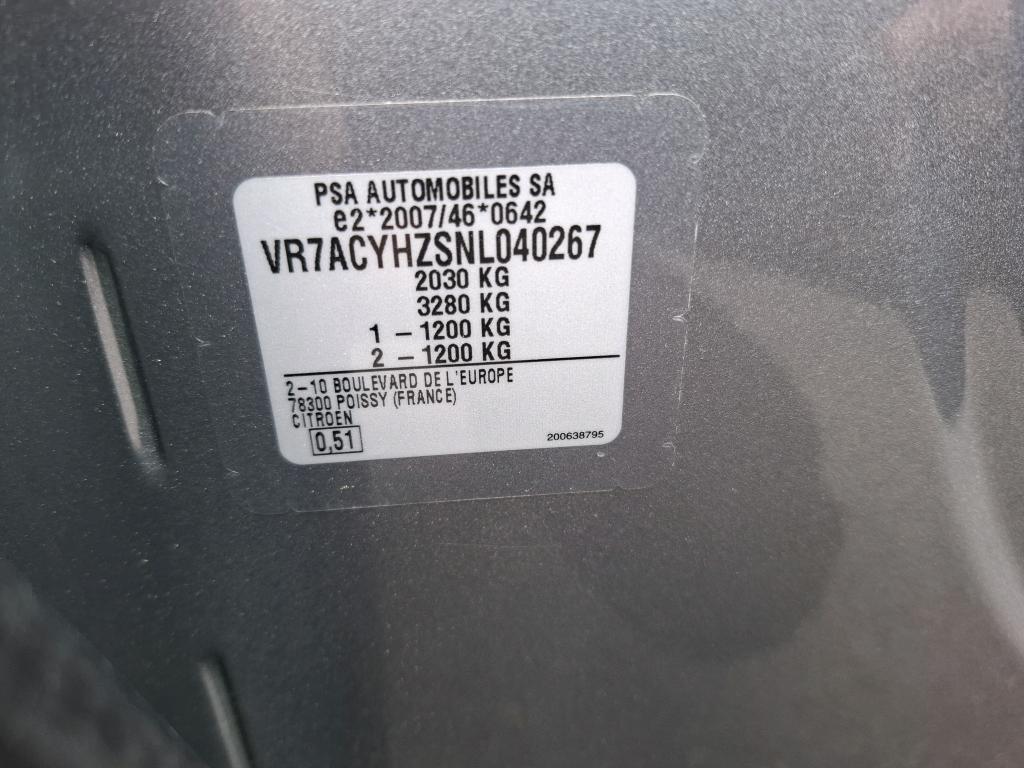 PSA AUTOMOBILES SA
e2*2007/46*0642
VR7ACYHZSNL040267
2030 KG
3280 KG
1 – 1200 KG
2 – 1200 KG
2–10 BOULEVARD DE L'EUROPE
78300 POISSY (FRANCE)
CITROEN
0,51
200638795